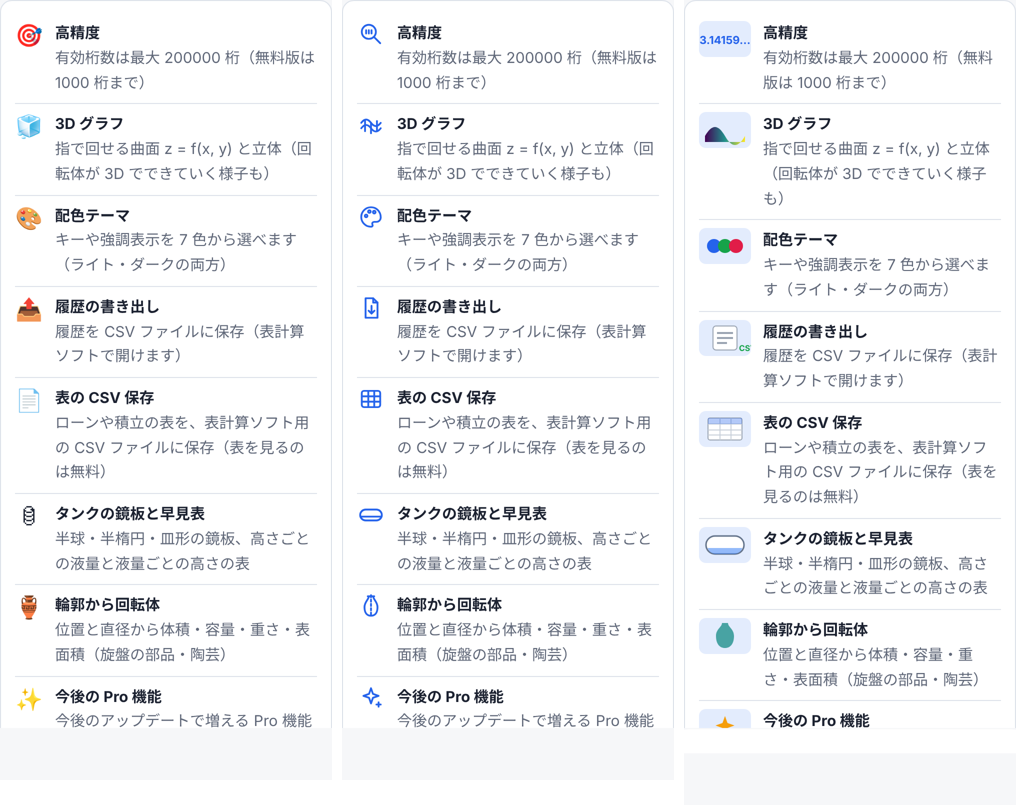 高精度
有効桁数は最大 200000 桁（無料版は
1000 桁まで）
3D グラフ
指で回せる曲面 z = f(x, y) と立体（回
転体が 3D でできていく様子も）
配色テーマ
キーや強調表示を 7 色から選べます
（ライト・ダークの両方）
履歴の書き出し
履歴を CSV ファイルに保存（表計算
ソフトで開けます）
表の CSV 保存
ローンや積立の表を、表計算ソフト用
の CSV ファイルに保存（表を見るの
は無料）
タンクの鏡板と早見表
半球・半楕円・皿形の鏡板、高さごと
の液量と液量ごとの高さの表
輪郭から回転体
位置と直径から体積・容量・重さ・表
面積（旋盤の部品・陶芸）
今後の Pro 機能
今後のアップデートで増える Pro 機能
高精度
有効桁数は最大 200000 桁（無料版は
1000 桁まで）
3D グラフ
指で回せる曲面 z = f(x, y) と立体（回
転体が 3D でできていく様子も）
配色テーマ
キーや強調表示を 7 色から選べます
（ライト・ダークの両方）
履歴の書き出し
履歴を CSV ファイルに保存（表計算
ソフトで開けます）
表の CSV 保存
ローンや積立の表を、表計算ソフト用
の CSV ファイルに保存（表を見るの
は無料）
タンクの鏡板と早見表
半球・半楕円・皿形の鏡板、高さごと
の液量と液量ごとの高さの表
輪郭から回転体
位置と直径から体積・容量・重さ・表
面積（旋盤の部品・陶芸）
今後の Pro 機能
今後のアップデートで増える Pro 機能
3.14159...
高精度
有効桁数は最大 200000 桁（無料
版は 1000 桁まで）
3D グラフ
指で回せる曲面 z = f(x, y) と立体
（回転体が 3D でできていく様子
も）
配色テーマ
キーや強調表示を 7 色から選べま
す（ライト・ダークの両方）
CS
履歴の書き出し
履歴を CSV ファイルに保存（表計
算ソフトで開けます）
表の CSV 保存
ローンや積立の表を、表計算ソフ
ト用の CSV ファイルに保存（表を
見るのは無料）
タンクの鏡板と早見表
半球・半楕円・皿形の鏡板、高さ
ごとの液量と液量ごとの高さの表
輪郭から回転体
位置と直径から体積・容量・重
さ・表面積（旋盤の部品・陶芸）
今後の Pro 機能